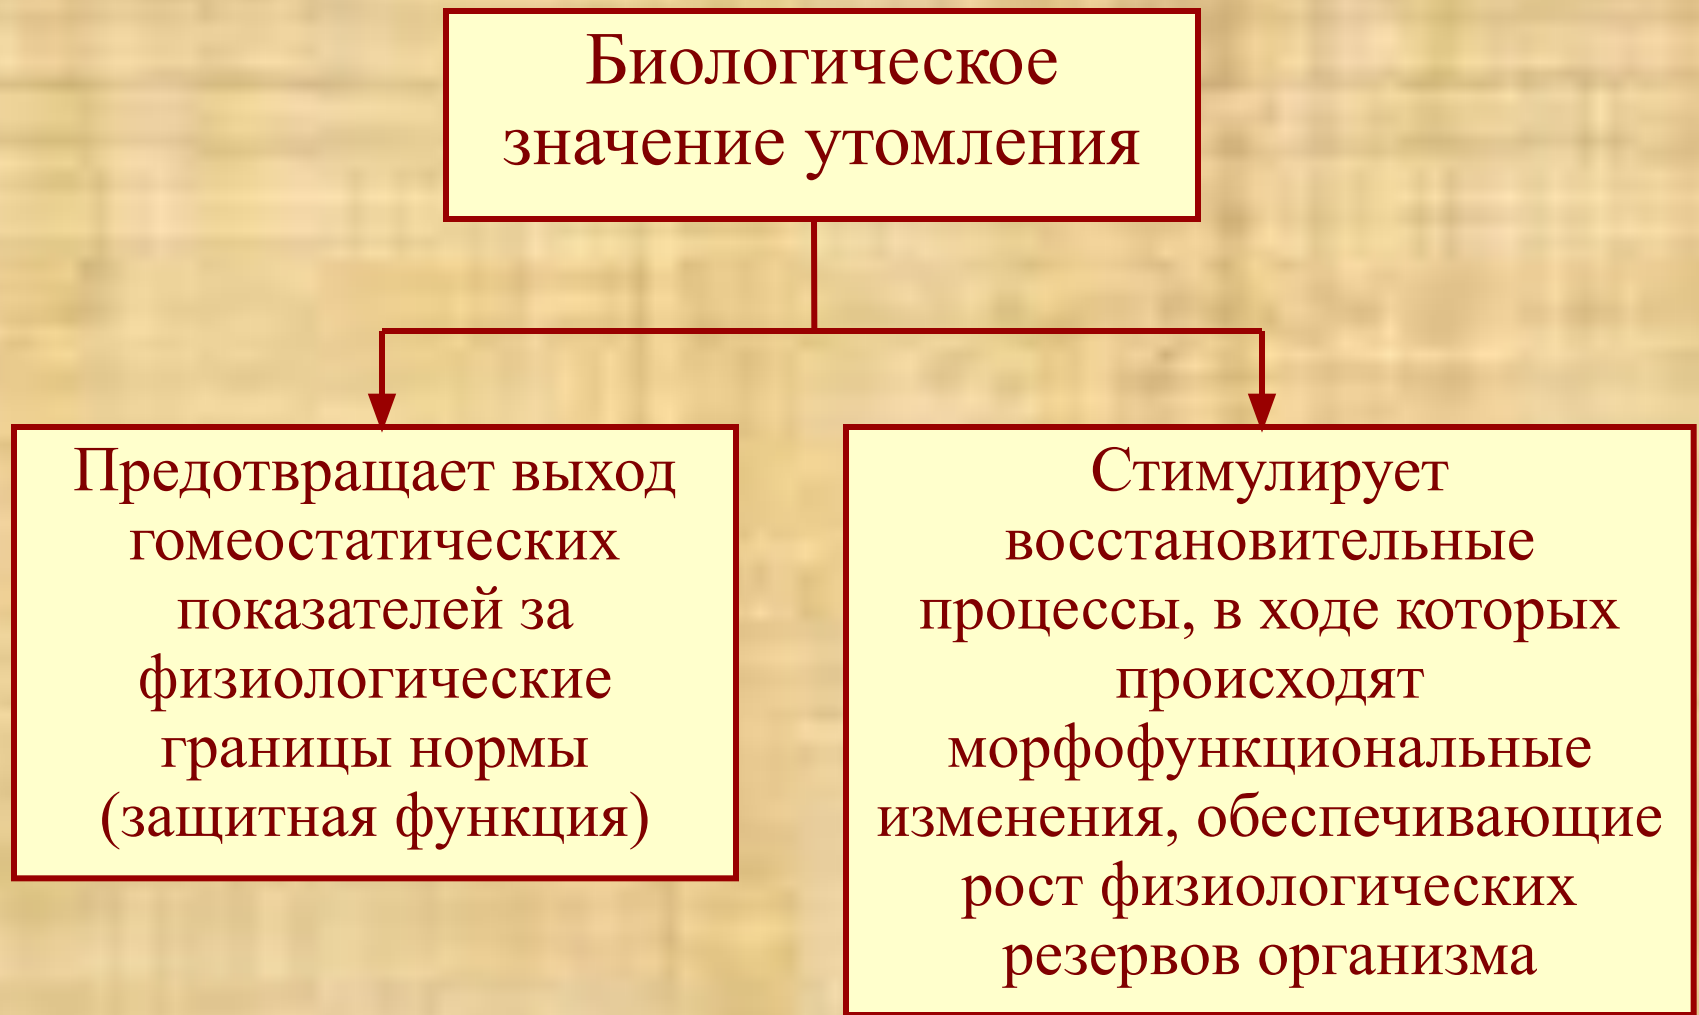 Биологическое
значение утомления
Предотвращает выход
гомеостатических
показателей за
физиологические
границы нормы
(защитная функция)
Стимулирует
восстановительные
процессы, в ходе которых
происходят
морфофункциональные
изменения, обеспечивающие
рост физиологических
резервов организма